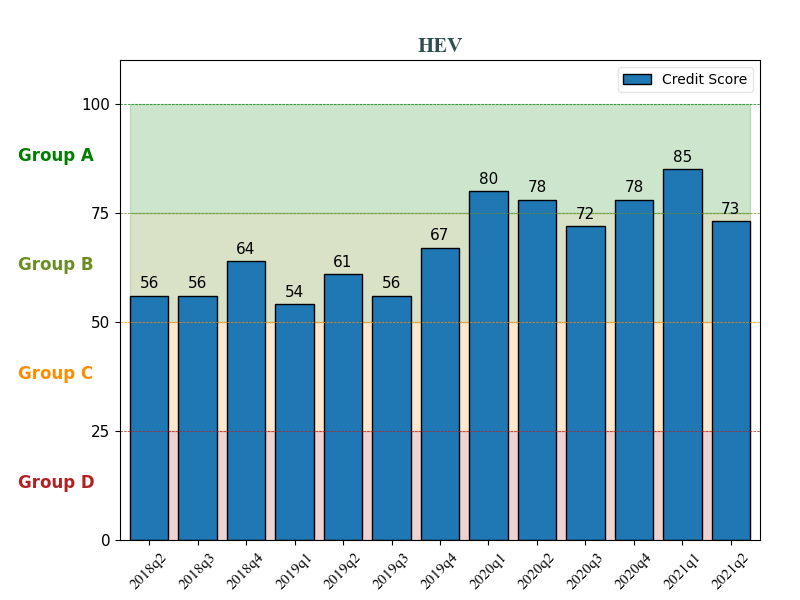 HEV
Credit Score
100
75
50
25
0
Group A
Group B
Group C
Group D
56
56
64
54
61
56
67
80
78
72
78
85
73
2018q2
2018q3
2018q4
2019q1
2019q2
2019q3
2019q4
2020q1
2020q2
2020q3
2020q4
2021q1
2021q2